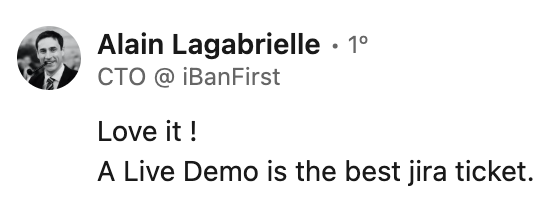 Alain Lagabrielle · 1º
CTO @ iBanFirst
Love it !
A Live Demo is the best jira ticket.